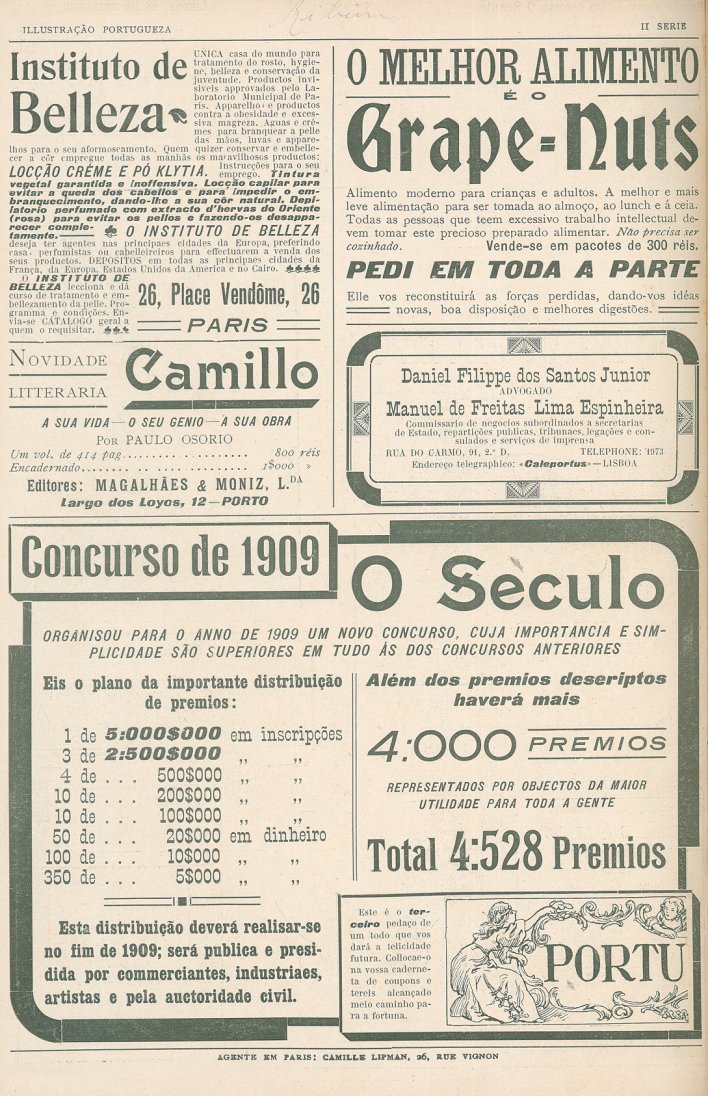 ILLUSTRAÇÃO PORTUGUEZA
II SERIE
Instituto de
Belleza
UNICA casa do mundo para
tratamento do rosto, hygie-
ne, belleza e conservação da
juventude. Productos invi-
siveis approvados pelo La-
boratorio Municipal de Pa-
ris. Apparelhos e productos
contra a obesidade e exces-
siva magreza. Aguas e cré-
mes para branquear a pelle
das mãos, luvas e appare-
lhos para o seu aformoseamento. Quem quizer conservar e embelle-
cer a côr empregue todas as manhãs os maravilhosos productos:
LOCÇÃO CRÉME E PÓ KLYTIA. Instrucções para o seu
emprego. Tintura
vegetal garantida e inoffensiva. Locção capilar para
evitar a queda dos cabellos e para impedir o em-
branquecimento, dando-lhe a sua côr natural. Depi-
latorio perfumado com extracto d'hervas do Oriente
(rosa) para evitar os pellos e fazendo-os desappa-
recer comple-
tamente. O INSTITUTO DE BELLEZA
deseja ter agentes nas principaes cidades da Europa, preferindo
casas perfumistas ou cabelleireiros para effectuarem a venda dos
seus productos. DEPOSITOS em todas as principaes cidades da
França, da Europa, Estados Unidos da America e no Cairo.
O INSTITUTO DE
BELLEZA lecciona e dá
curso de tratamento e em-
bellezamento da pelle. Pro-
gramma e condições. En-
via-se CATALOGO geral a
quem o requisitar.
26, Place Vendôme, 26
PARIS
O MELHOR ALIMENTO
É O
Grape=Nuts
Alimento moderno para crianças e adultos. A melhor e mais
leve alimentação para ser tomada ao almoço, ao lunch e á ceia.
Todas as pessoas que teem excessivo trabalho intellectual de-
vem tomar este precioso preparado alimentar. Não precisa ser
cozinhado. Vende-se em pacotes de 300 réis.
PEDI EM TODA A PARTE
Elle vos reconstituirá as forças perdidas, dando-vos idéas
novas, boa disposição e melhores digestões.
NOVIDADE
LITTERARIA
Camillo
A SUA VIDA—O SEU GENIO—A SUA OBRA
POR PAULO OSORIO
Um vol. de 414 pag. 800 réis
Encadernado 1$000 »
Editores: MAGALHÃES & MONIZ, L.DA
Largo dos Loyos, 12—PORTO
Daniel Filippe dos Santos Junior
ADVOGADO
Manuel de Freitas Lima Espinheira
Commissario de negocios subordinados a secretarias
de Estado, repartições publicas, tribunaes, legações e con-
sulados e serviços de imprensa
RUA DO CARMO, 91, 2.º D. TELEPHONE: 1973
Endereço telegraphico: «Caleportus»—LISBOA
Concurso de 1909
O Seculo
ORGANISOU PARA O ANNO DE 1909 UM NOVO CONCURSO, CUJA IMPORTANCIA E SIM-
PLICIDADE SÃO SUPERIORES EM TUDO ÁS DOS CONCURSOS ANTERIORES
Eis o plano da importante distribuição
de premios:
1 de 5:000$000 em inscripções
3 de 2:500$000 „ „
4 de . . . 500$000 „ „
10 de . . . 200$000 „ „
10 de . . . 100$000 „ „
50 de . . . 20$000 em dinheiro
100 de . . . 10$000 „ „
350 de . . . 5$000 „ „
Esta distribuição deverá realisar-se
no fim de 1909; será publica e presi-
dida por commerciantes, industriaes,
artistas e pela auctoridade civil.
Além dos premios descriptos
haverá mais
4:000 PREMIOS
REPRESENTADOS POR OBJECTOS DA MAIOR
UTILIDADE PARA TODA A GENTE
Total 4:528 Premios
Este é o ter-
ceiro pedaço de
um todo que vos
dará a felicidade
futura. Collocae-o
na vossa caderne-
ta de coupons e
tereis alcançado
meio caminho pa-
ra a fortuna.
PORTU
AGENTE EM PARIS: CAMILLE LIPMAN, 26, RUE VIGNON